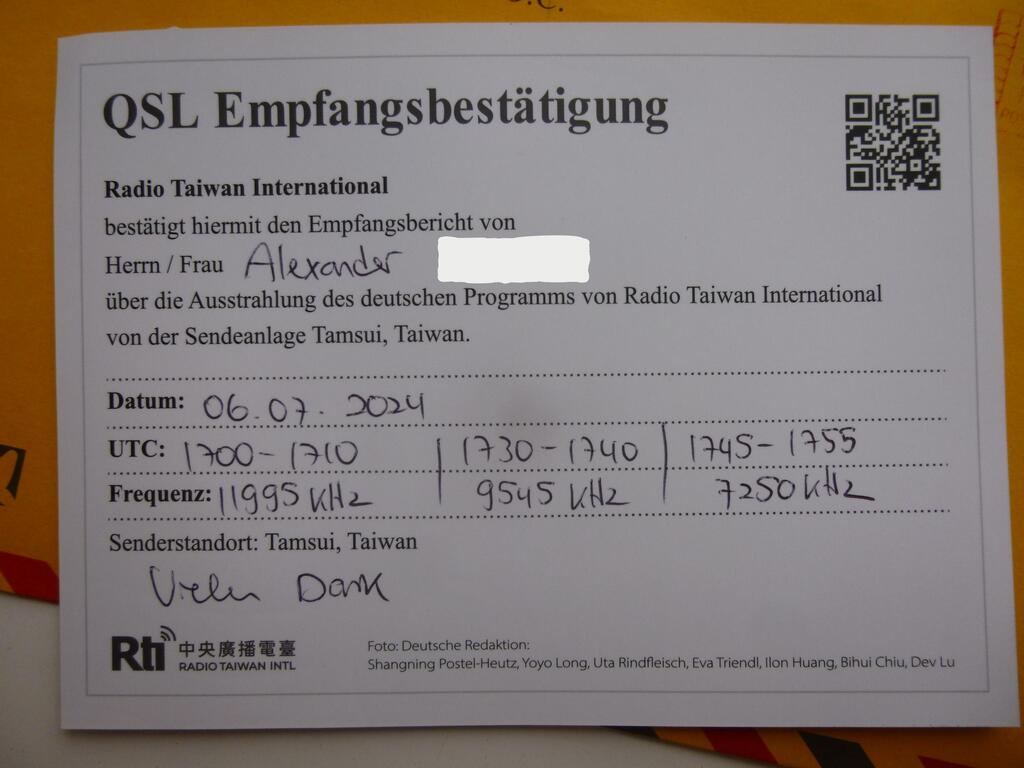 QSL Empfangsbestätigung
Radio Taiwan International
bestätigt hiermit den Empfangsbericht von
Herrn / Frau Alexander
über die Ausstrahlung des deutschen Programms von Radio Taiwan International
von der Sendeanlage Tamsui, Taiwan.
Datum: 06.07.2024
UTC: 1700-1710 | 1730-1740 | 1745-1755
Frequenz: 11995 KHz | 9545 KHz | 7250 KHz
Senderstandort: Tamsui, Taiwan
Vielen Dank
Rti 中央廣播電臺
RADIO TAIWAN INTL
Foto: Deutsche Redaktion:
Shangning Postel-Heutz, Yoyo Long, Uta Rindfleisch, Eva Triendl, Ilon Huang, Bihui Chiu, Dev Lu